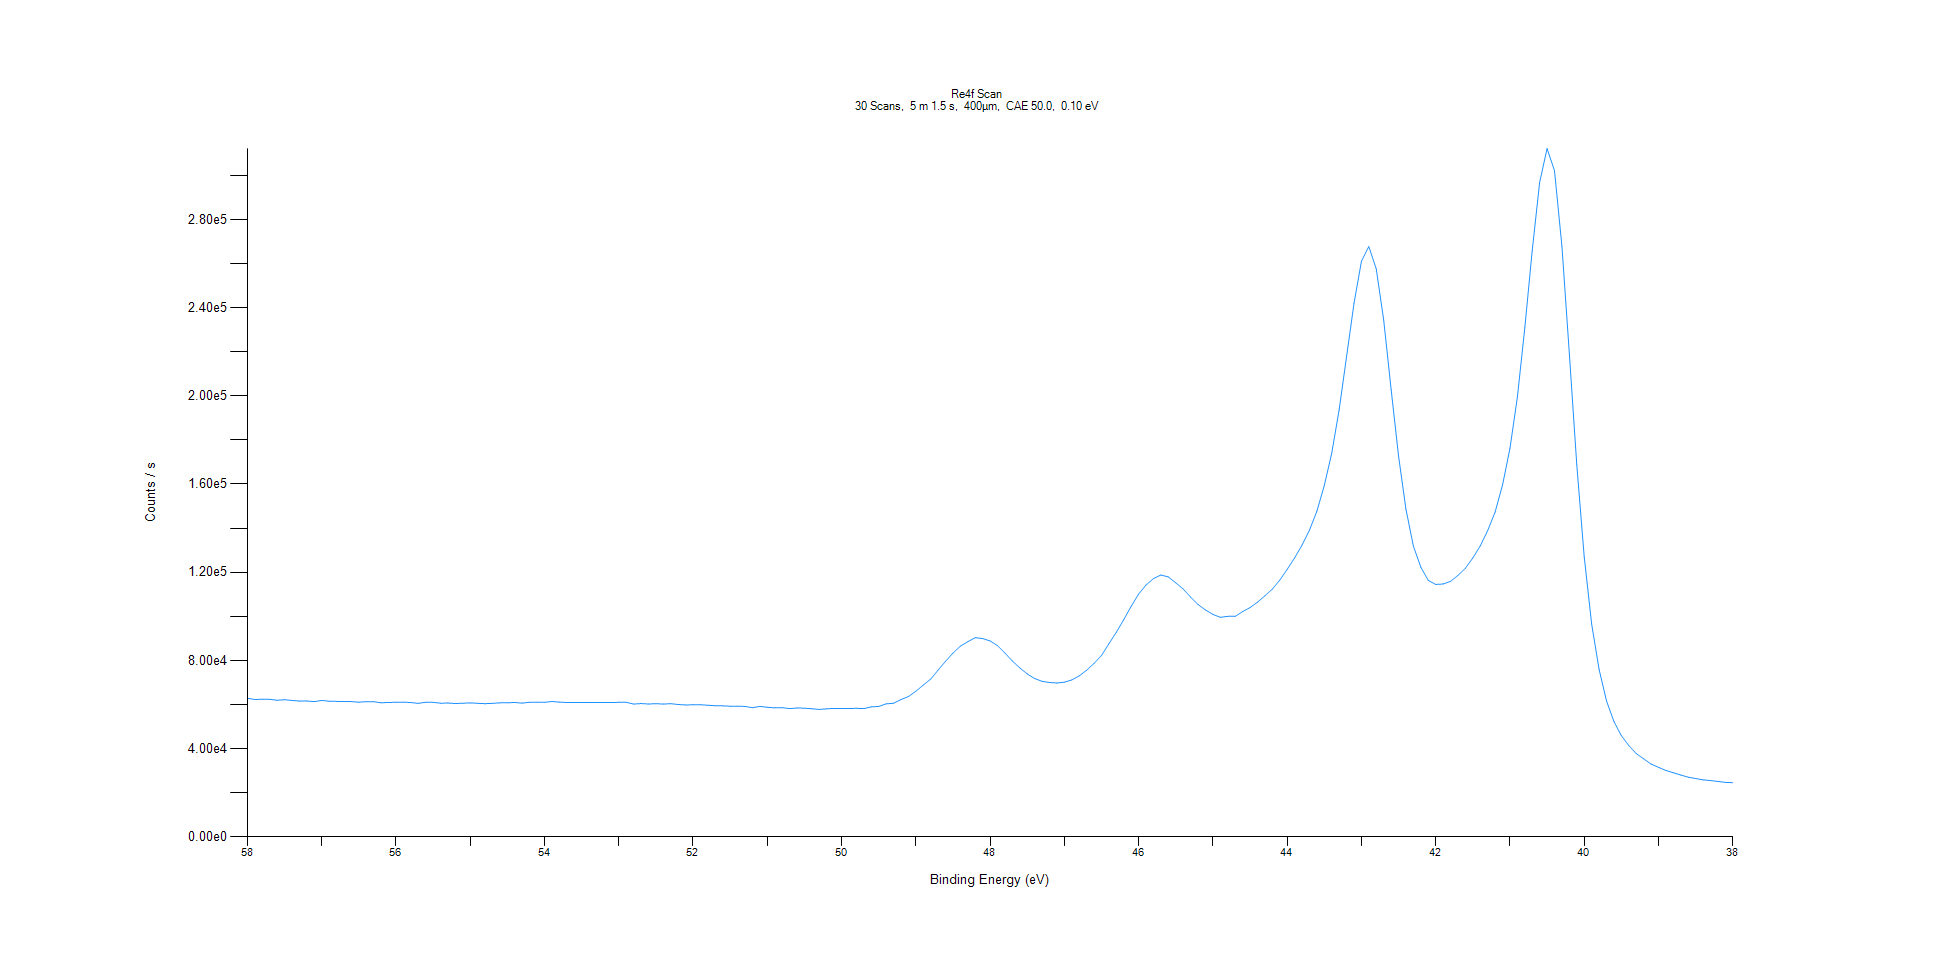 Re4f Scan
30 Scans,  5 m 1.5 s,  400µm,  CAE 50.0,  0.10 eV
2.80e5
2.40e5
2.00e5
1.60e5
1.20e5
8.00e4
4.00e4
0.00e0
Counts / s
58 56 54 52 50 48 46 44 42 40 38
Binding Energy (eV)